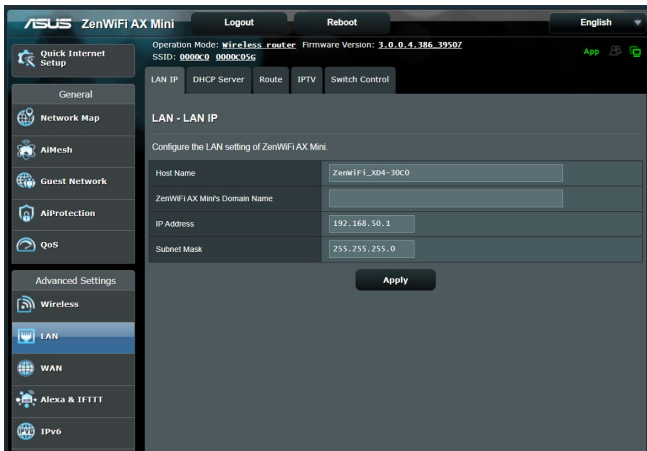 ASUS ZenWiFi AX Mini Logout Reboot English
Operation Mode: Wireless router Firmware Version: 3.0.0.4.386_39507
SSID: 0000C0 0000C05G
App
Quick Internet
Setup
General
Network Map
AiMesh
Guest Network
AiProtection
QoS
Advanced Settings
Wireless
LAN
WAN
Alexa & IFTTT
IPv6
LAN IP DHCP Server Route IPTV Switch Control
LAN - LAN IP
Configure the LAN setting of ZenWiFi AX Mini.
Host Name ZenWiFi_XD4-30C0
ZenWiFi AX Mini's Domain Name
IP Address 192.168.50.1
Subnet Mask 255.255.255.0
Apply